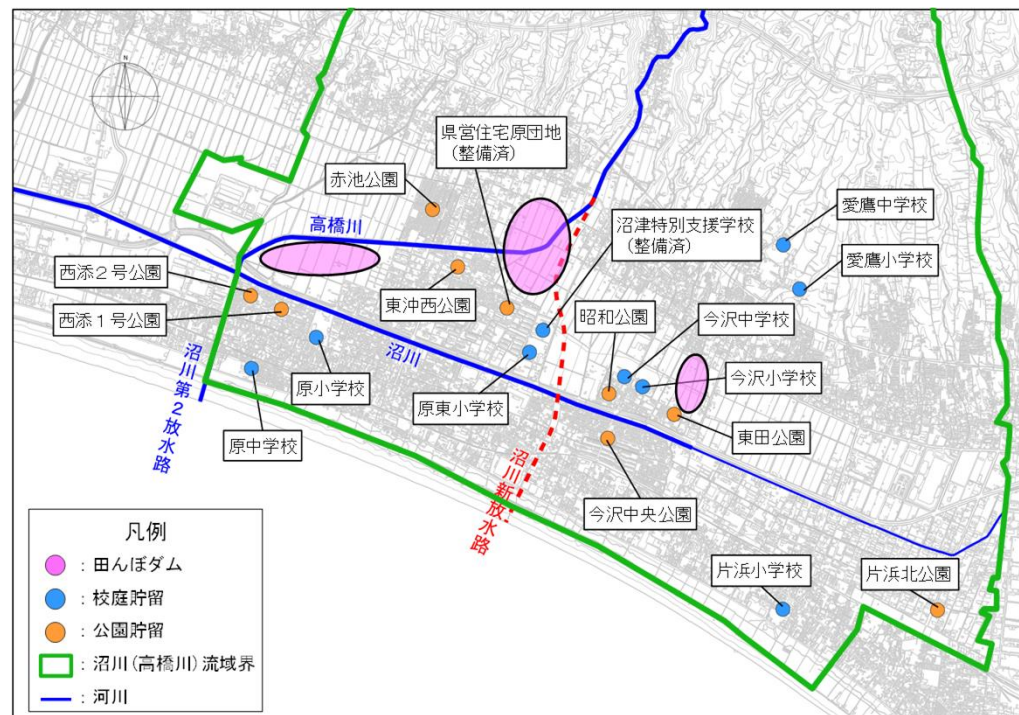 N
県営住宅原団地
(整備済)
赤池公園
高橋川
沼津特別支援学校
(整備済)
愛鷹中学校
愛鷹小学校
西添2号公園
西添1号公園
東沖西公園
昭和公園
今沢中学校
沼川
今沢小学校
原小学校
原東小学校
沼川第2放水路
原中学校
東田公園
沼川新放水路
今沢中央公園
片浜小学校
片浜北公園
凡例
:田んぼダム
:校庭貯留
:公園貯留
:沼川(高橋川)流域界
:河川